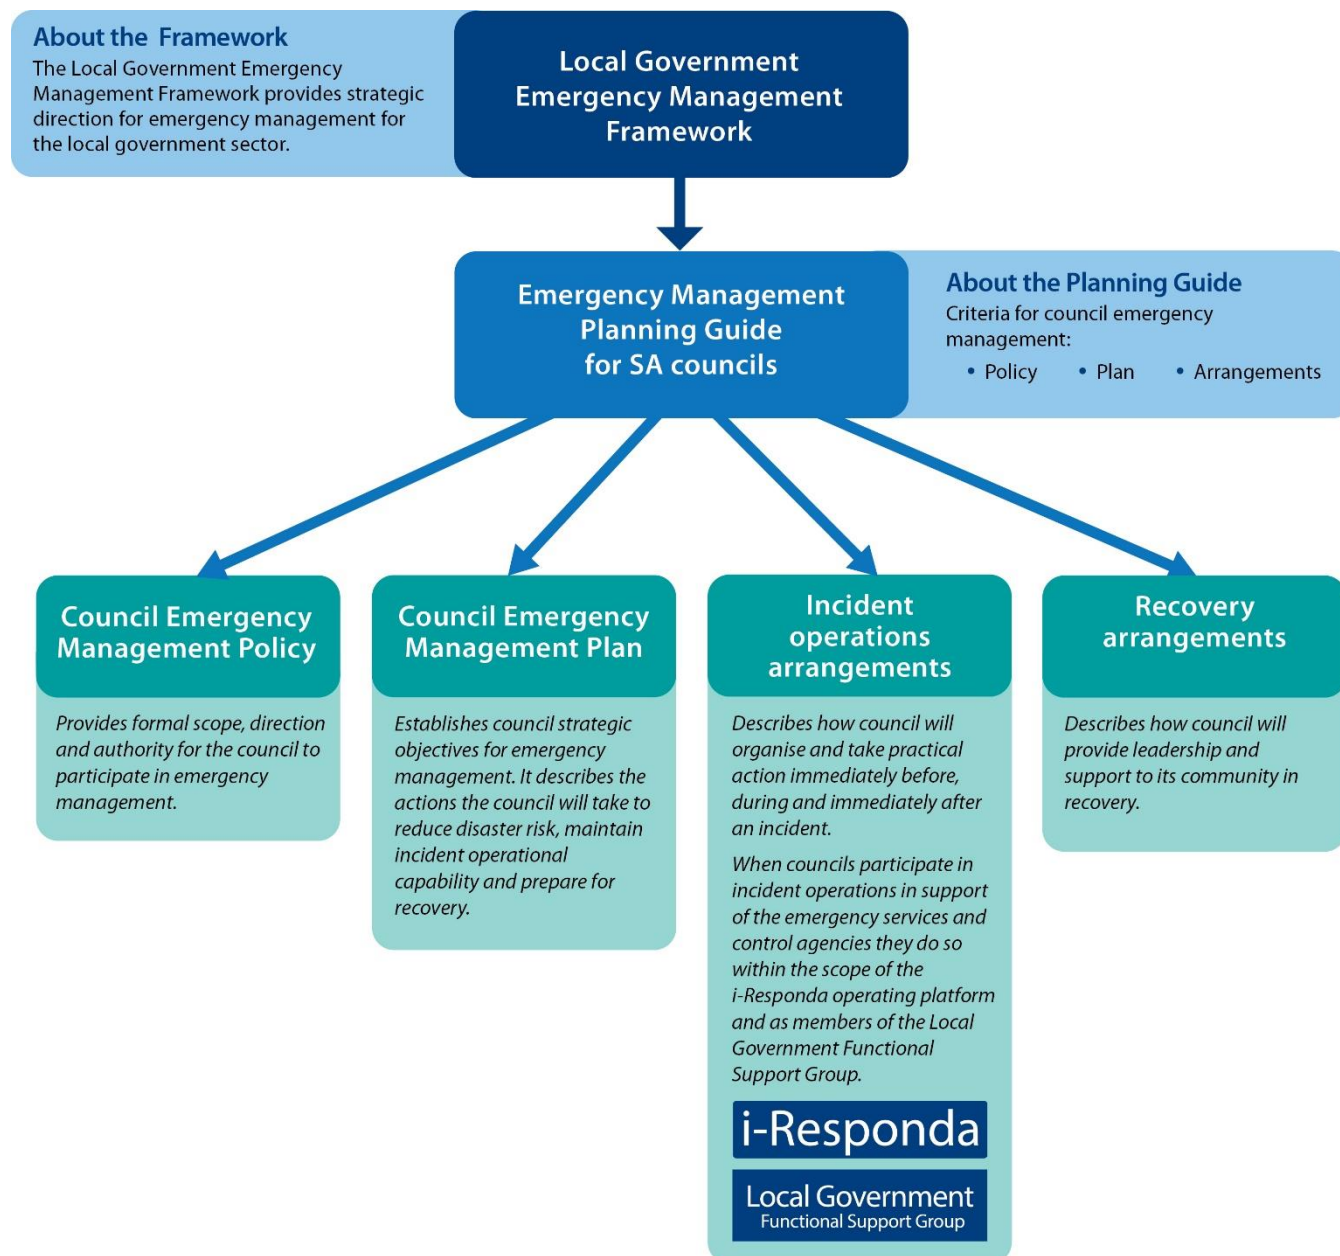 About the Framework
The Local Government Emergency
Management Framework provides strategic
direction for emergency management for
the local government sector.
Local Government
Emergency Management
Framework
Emergency Management
Planning Guide
for SA councils
About the Planning Guide
Criteria for council emergency
management:
• Policy • Plan • Arrangements
Council Emergency
Management Policy
Provides formal scope, direction
and authority for the council to
participate in emergency
management.
Council Emergency
Management Plan
Establishes council strategic
objectives for emergency
management. It describes the
actions the council will take to
reduce disaster risk, maintain
incident operational
capability and prepare for
recovery.
Incident
operations
arrangements
Describes how council will
organise and take practical
action immediately before,
during and immediately after
an incident.
When councils participate in
incident operations in support
of the emergency services and
control agencies they do so
within the scope of the
i-Responda operating platform
and as members of the Local
Government Functional
Support Group.
i-Responda
Local Government
Functional Support Group
Recovery
arrangements
Describes how council will
provide leadership and
support to its community in
recovery.